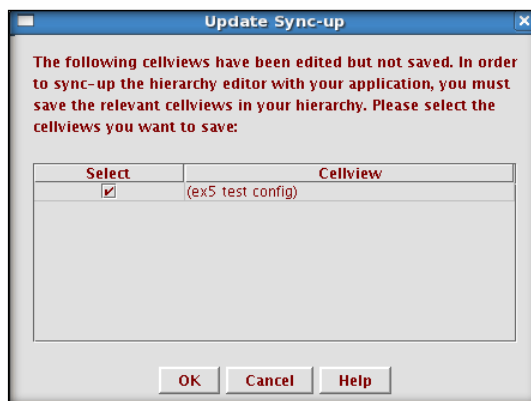 Update Sync-up
The following cellviews have been edited but not saved. In order
to sync-up the hierarchy editor with your application, you must
save the relevant cellviews in your hierarchy. Please select the
cellviews you want to save:
Select Cellview
(ex5 test config)
OK Cancel Help